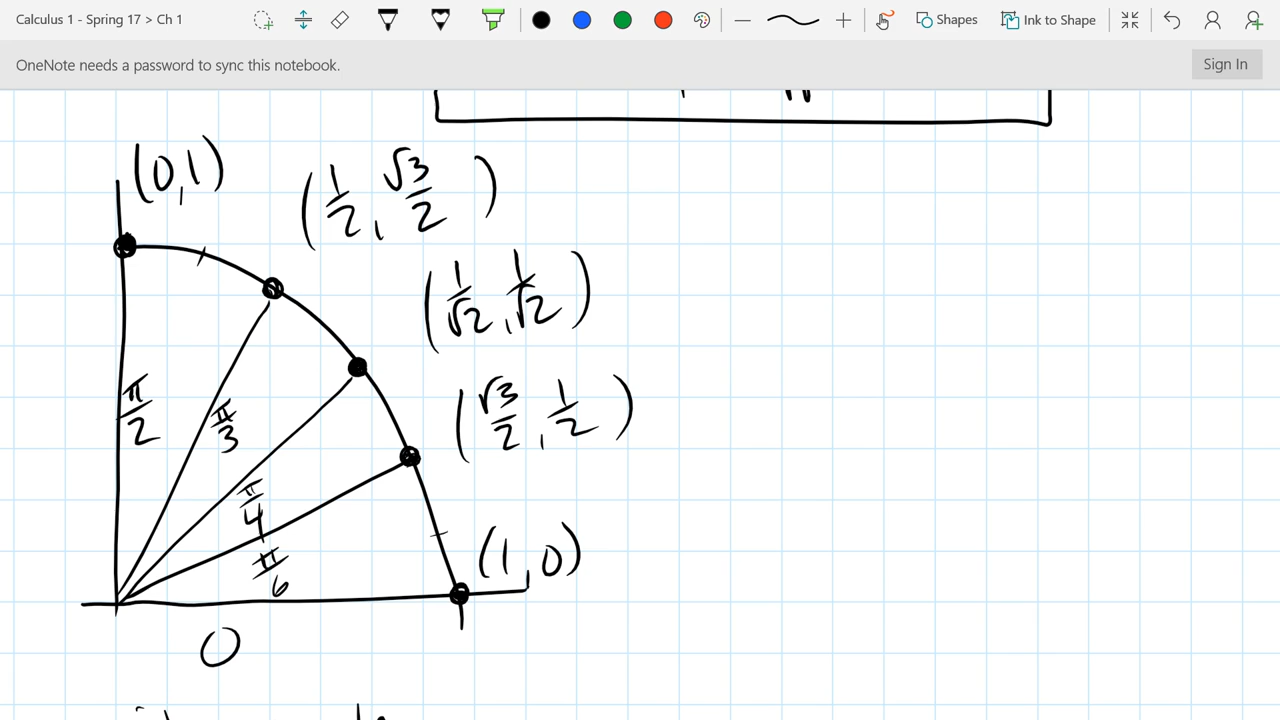 Calculus 1 - Spring 17 > Ch 1
Shapes
Ink to Shape
OneNote needs a password to sync this notebook.
Sign In
(0,1)
(1/2, √3/2)
(1/√2, 1/√2)
(√3/2, 1/2)
π/2
π/3
π/4
π/6
(1,0)
0